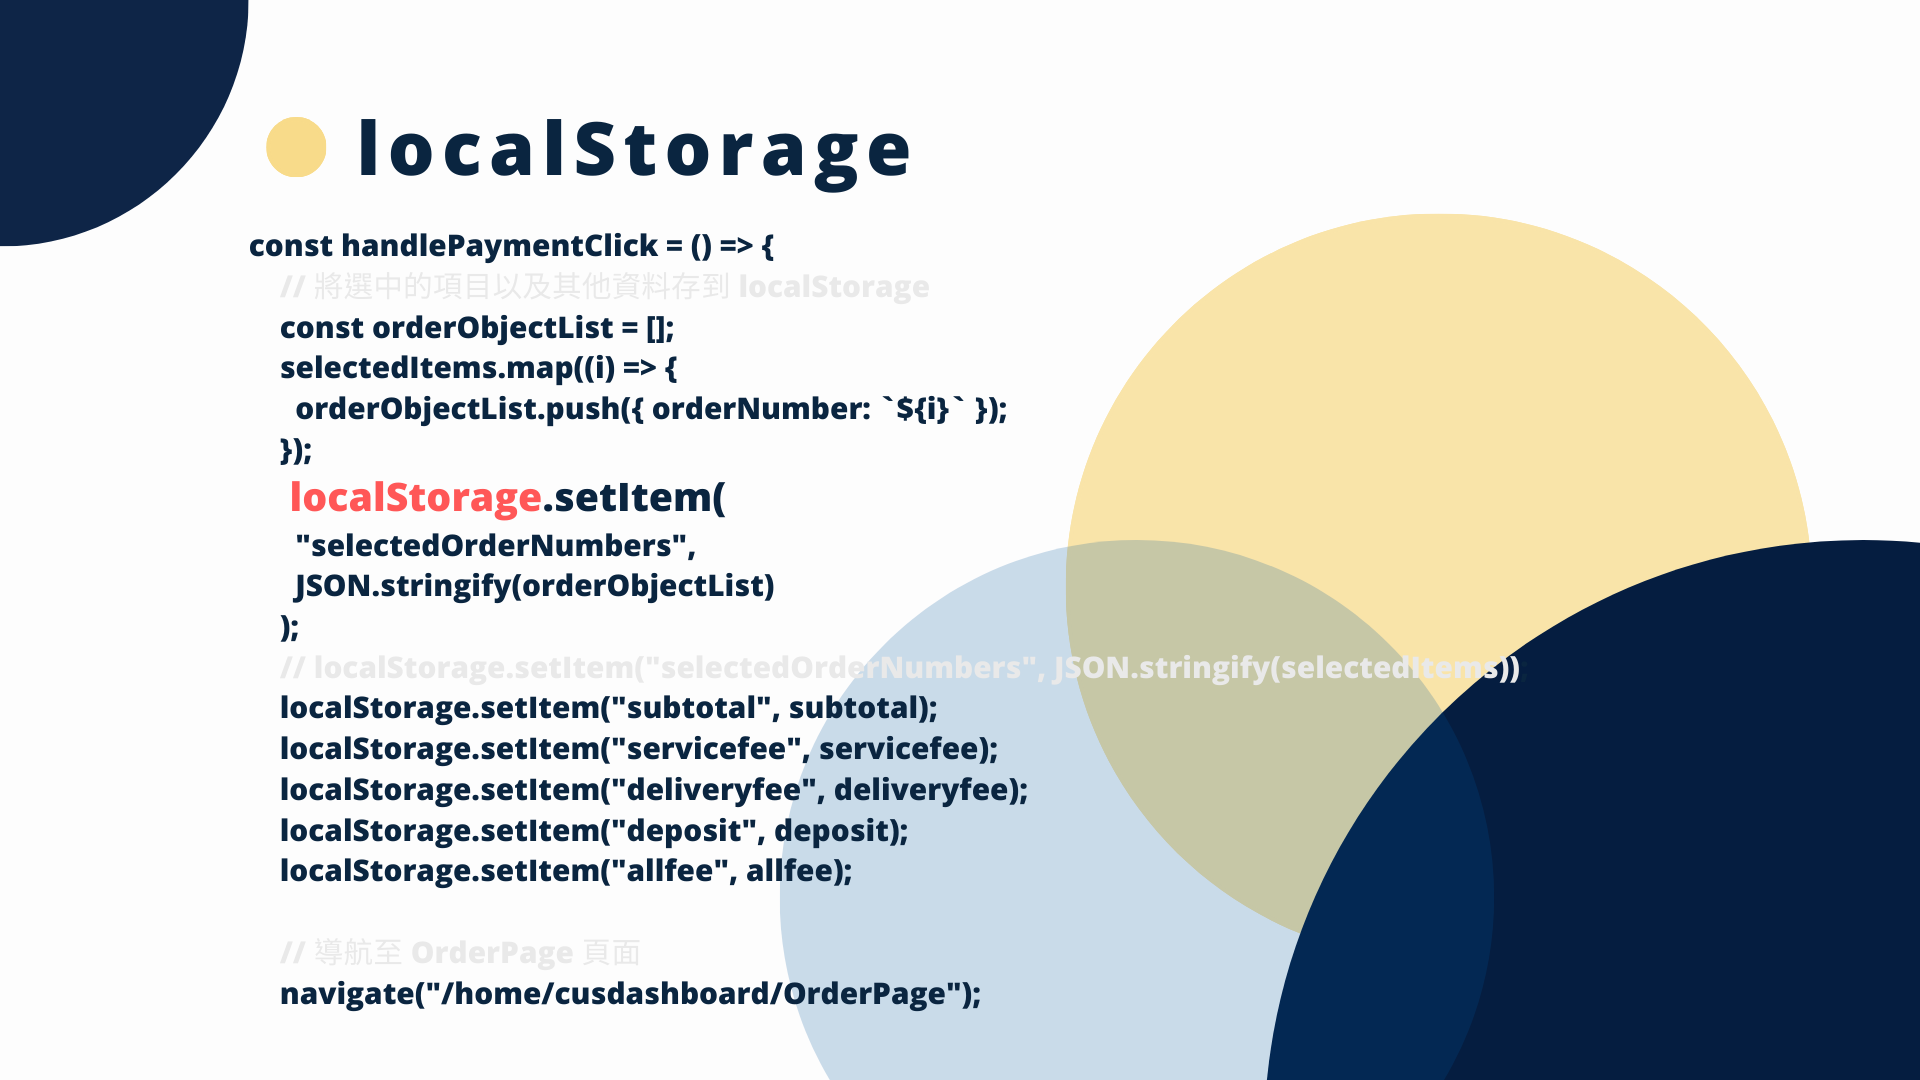 localStorage
const handlePaymentClick = () => {
// 將選中的項目以及其他資料存到 localStorage
const orderObjectList = [];
selectedItems.map((i) => {
orderObjectList.push({ orderNumber: `${i}` });
});
localStorage.setItem(
"selectedOrderNumbers",
JSON.stringify(orderObjectList)
);
// localStorage.setItem("selectedOrderNumbers", JSON.stringify(selectedItems))
localStorage.setItem("subtotal", subtotal);
localStorage.setItem("servicefee", servicefee);
localStorage.setItem("deliveryfee", deliveryfee);
localStorage.setItem("deposit", deposit);
localStorage.setItem("allfee", allfee);
// 導航至 OrderPage 頁面
navigate("/home/cusdashboard/OrderPage");